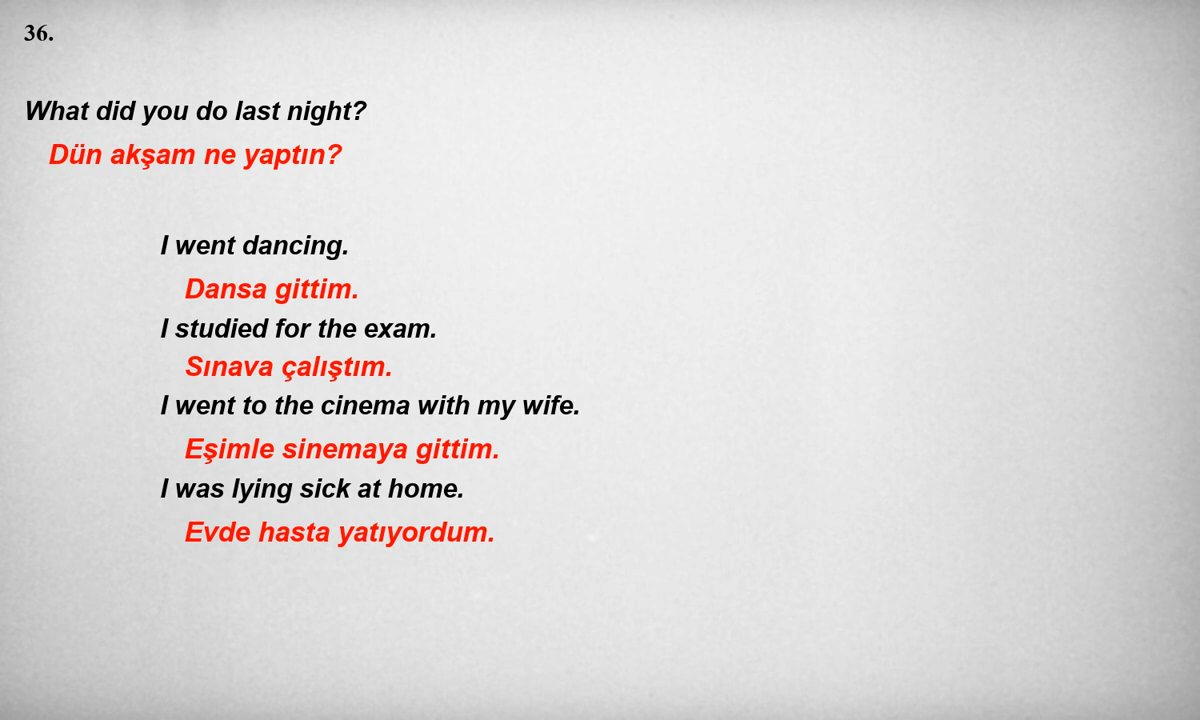 36.
What did you do last night?
Dün akşam ne yaptın?
I went dancing.
Dansa gittim.
I studied for the exam.
Sınava çalıştım.
I went to the cinema with my wife.
Eşimle sinemaya gittim.
I was lying sick at home.
Evde hasta yatıyordum.